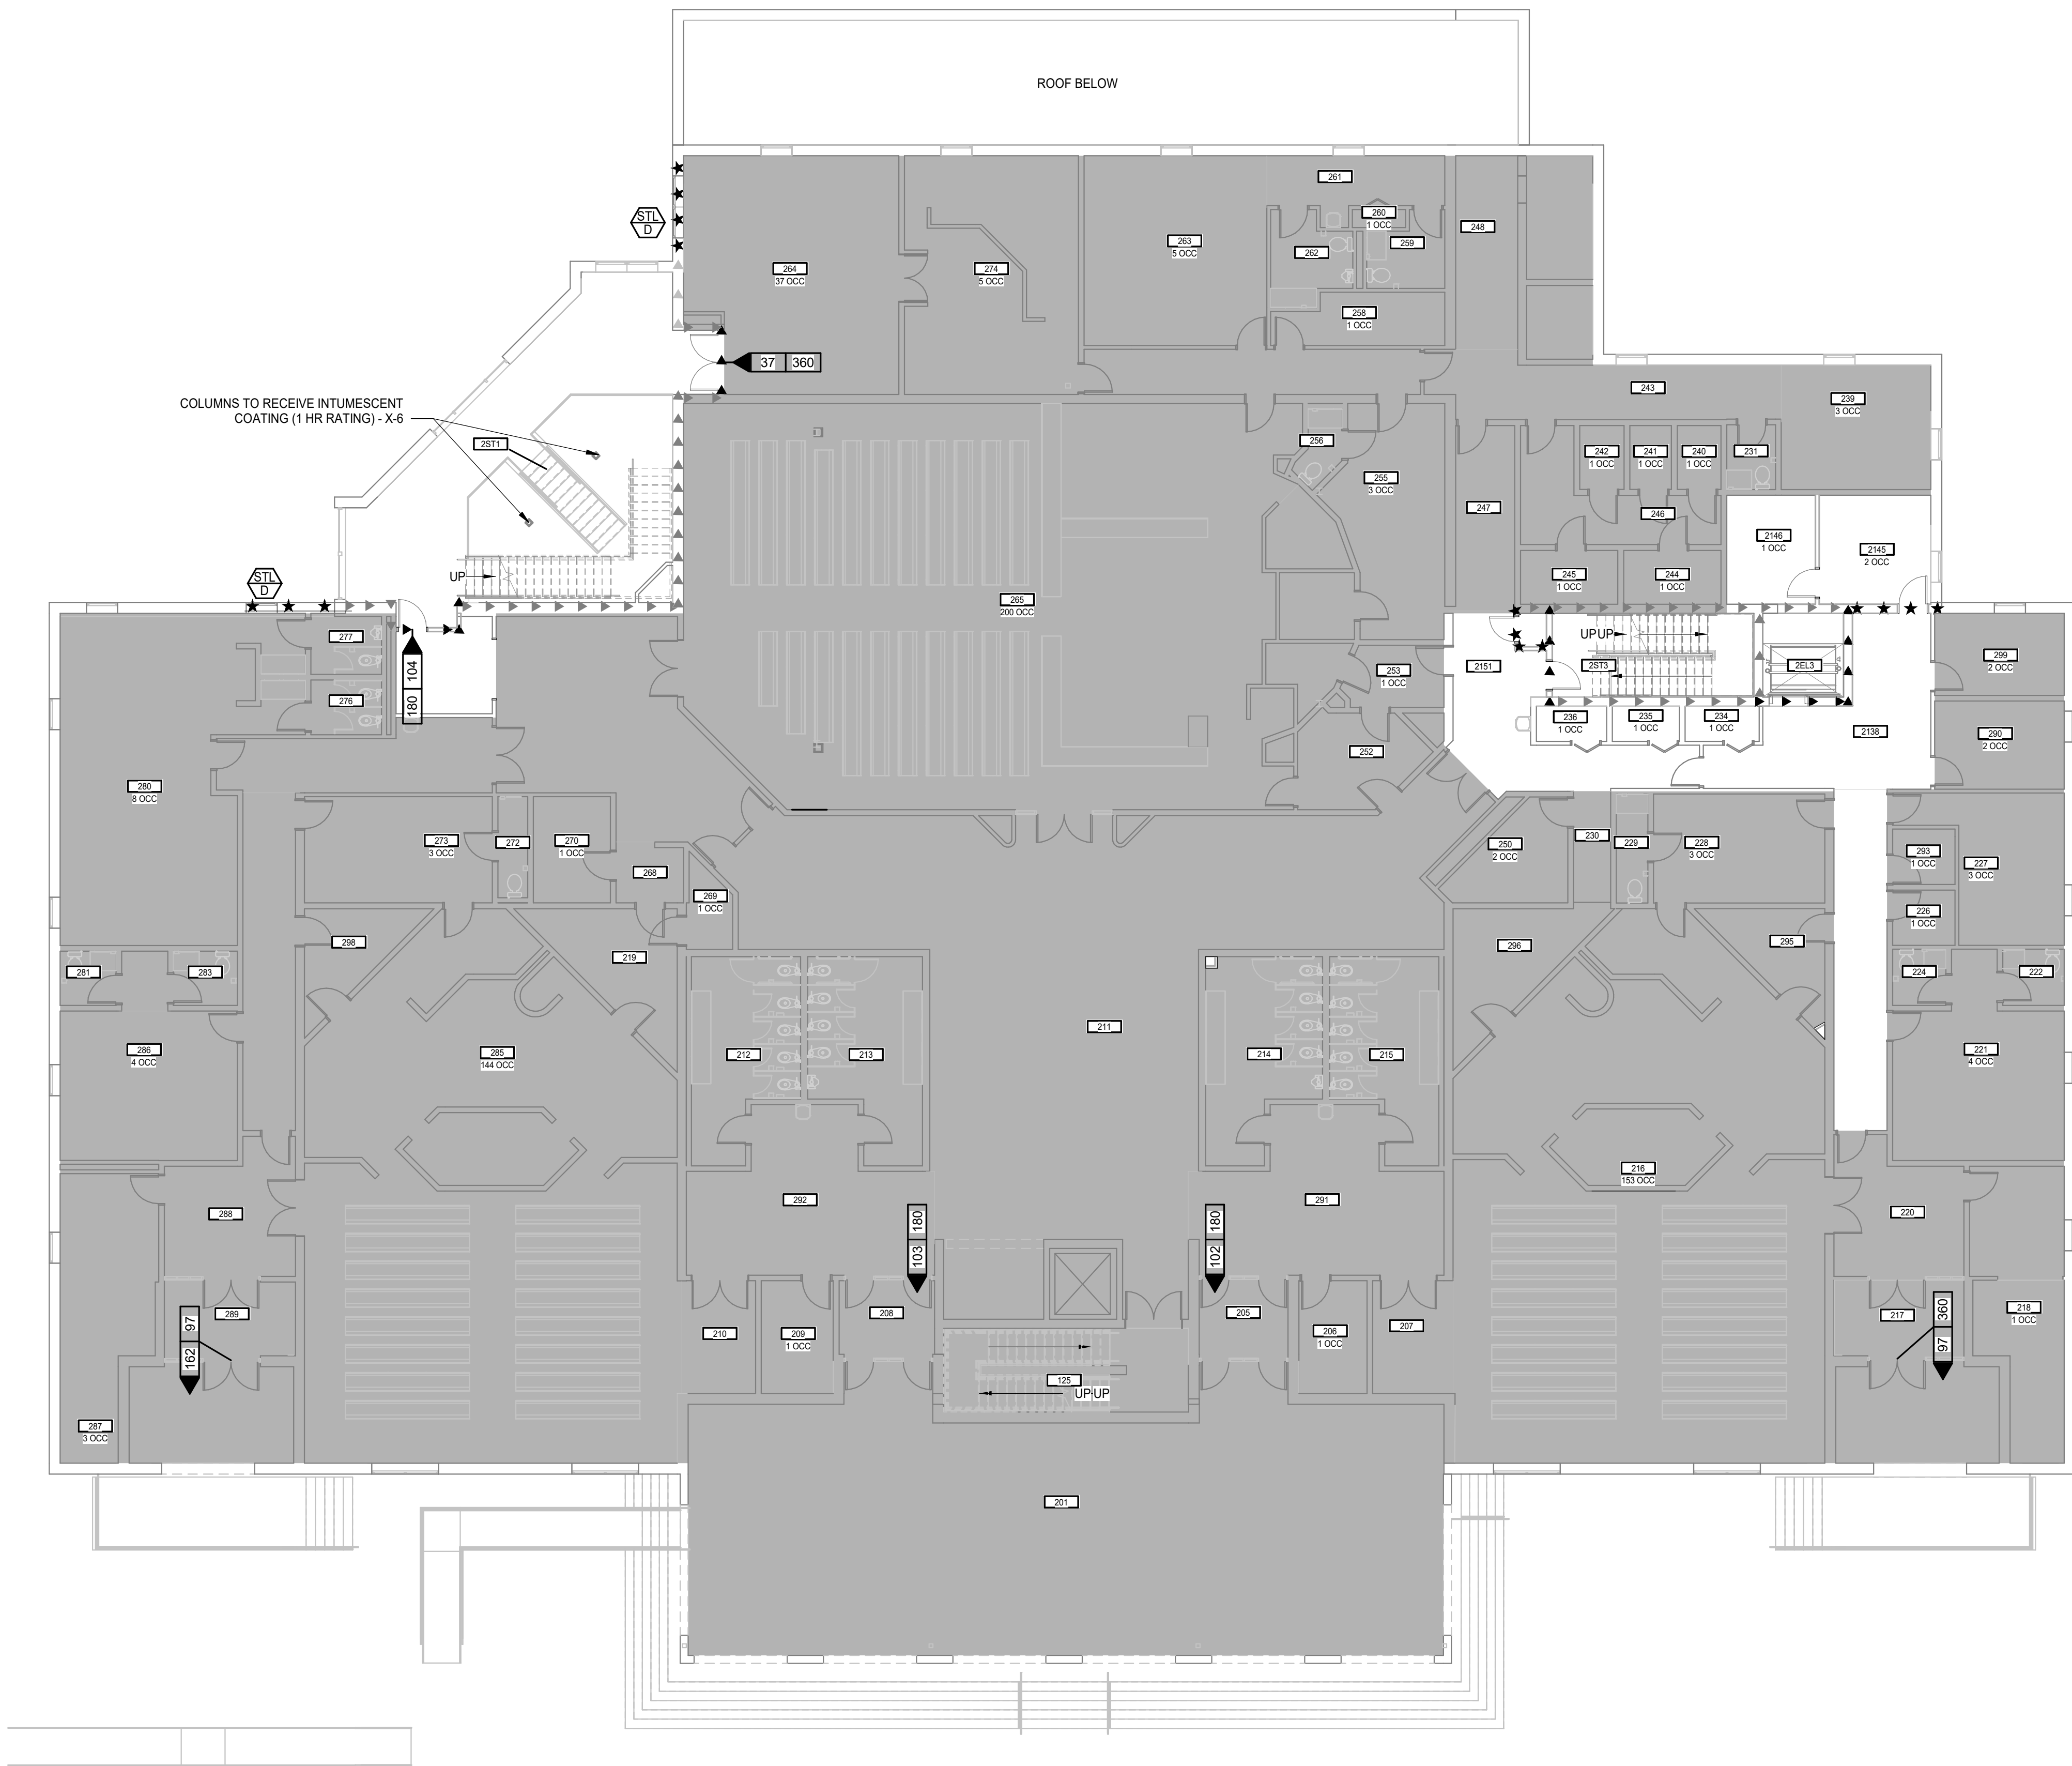 ROOF BELOW
261
260
1 OCC
STL
D
248
263
5 OCC
259
262
264
37 OCC
274
5 OCC
258
1 OCC
37 360
243
239
3 OCC
COLUMNS TO RECEIVE INTUMESCENT
COATING (1 HR RATING) - X-6
2ST1
256
242
1 OCC
241
1 OCC
240
1 OCC
231
255
3 OCC
247
246
2146
1 OCC
2145
2 OCC
UP
STL
D
245
1 OCC
244
1 OCC
265
200 OCC
277
UP UP
299
2 OCC
2151
2ST3
2EL3
253
1 OCC
180 104
276
236
1 OCC
235
1 OCC
234
1 OCC
2138
290
2 OCC
252
280
8 OCC
273
3 OCC
272
270
1 OCC
268
230
229
250
2 OCC
228
3 OCC
293
1 OCC
227
3 OCC
269
1 OCC
226
1 OCC
298
219
296
295
281
283
224
222
211
285
144 OCC
212
213
214
215
286
4 OCC
221
4 OCC
216
153 OCC
292
291
288
220
103 180
102 180
289
208
205
217
218
1 OCC
162 97
97 360
210
209
1 OCC
206
1 OCC
207
125
UP UP
287
3 OCC
201